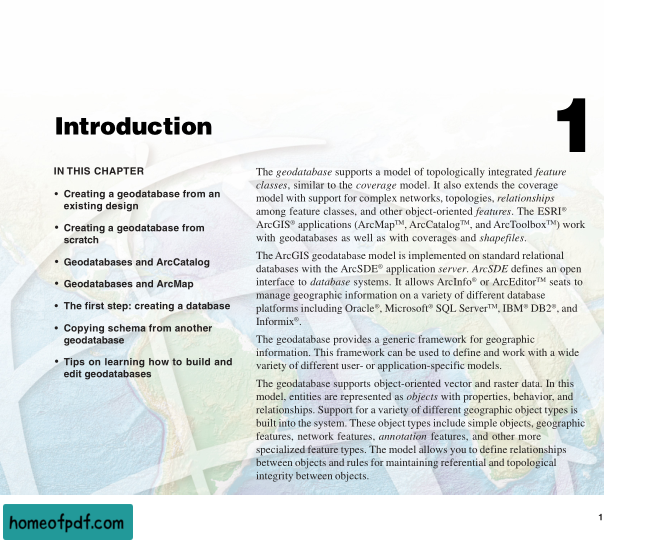 Introduction
1
IN THIS CHAPTER
• Creating a geodatabase from an
existing design
• Creating a geodatabase from
scratch
• Geodatabases and ArcCatalog
• Geodatabases and ArcMap
• The first step: creating a database
• Copying schema from another
geodatabase
• Tips on learning how to build and
edit geodatabases
The geodatabase supports a model of topologically integrated feature
classes, similar to the coverage model. It also extends the coverage
model with support for complex networks, topologies, relationships
among feature classes, and other object-oriented features. The ESRI®
ArcGIS® applications (ArcMap™, ArcCatalog™, and ArcToolbox™) work
with geodatabases as well as with coverages and shapefiles.
The ArcGIS geodatabase model is implemented on standard relational
databases with the ArcSDE® application server. ArcSDE defines an open
interface to database systems. It allows ArcInfo® or ArcEditor™ seats to
manage geographic information on a variety of different database
platforms including Oracle®, Microsoft® SQL Server™, IBM® DB2®, and
Informix®.
The geodatabase provides a generic framework for geographic
information. This framework can be used to define and work with a wide
variety of different user- or application-specific models.
The geodatabase supports object-oriented vector and raster data. In this
model, entities are represented as objects with properties, behavior, and
relationships. Support for a variety of different geographic object types is
built into the system. These object types include simple objects, geographic
features, network features, annotation features, and other more
specialized feature types. The model allows you to define relationships
between objects and rules for maintaining referential and topological
integrity between objects.
1
homeofpdf.com